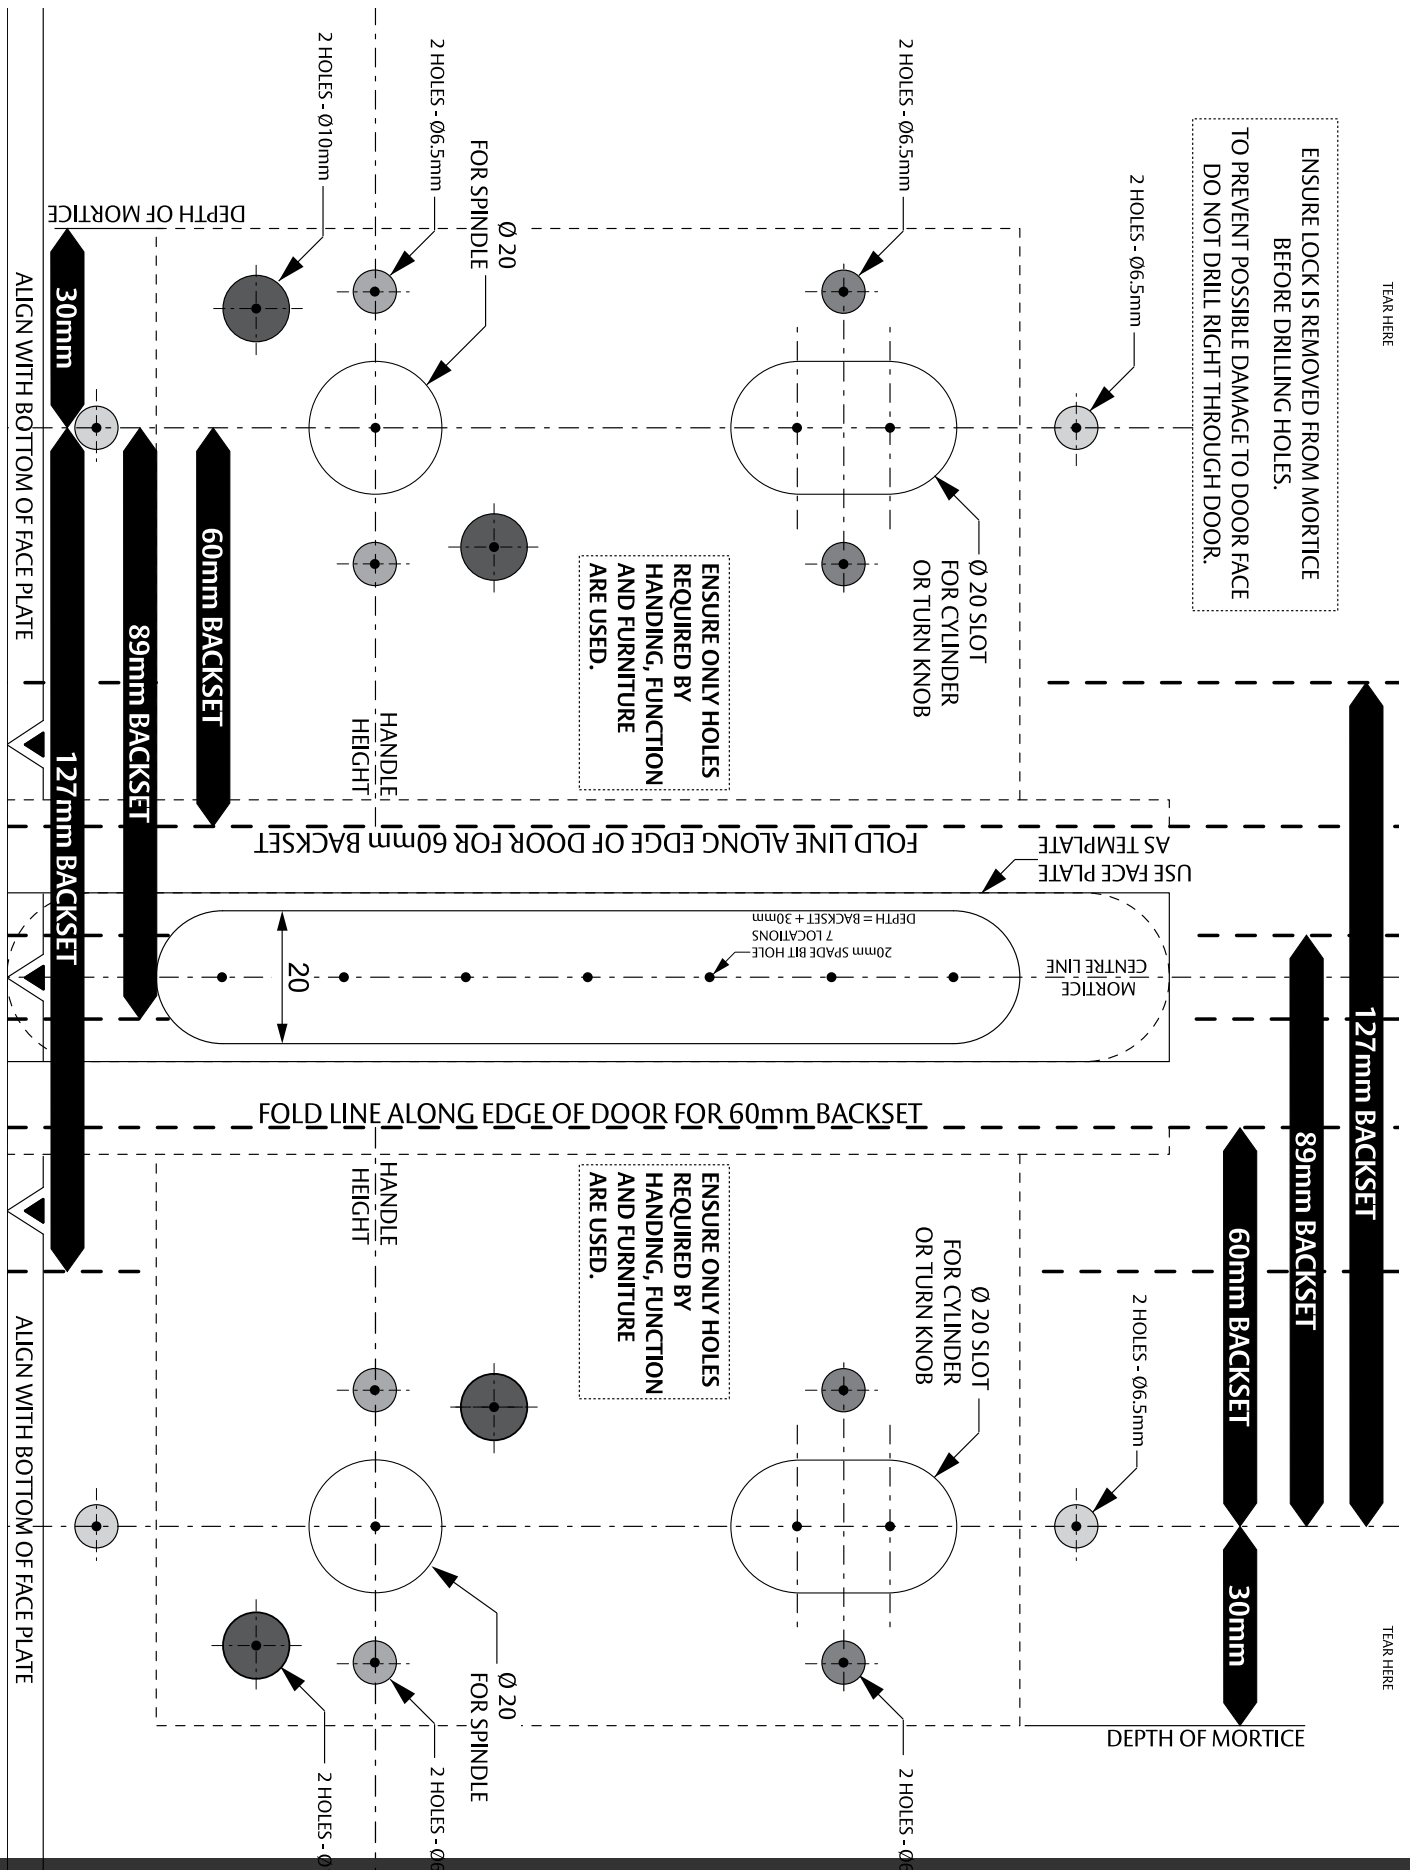 TEAR HERE
ENSURE LOCK IS REMOVED FROM MORTICE
BEFORE DRILLING HOLES.
TO PREVENT POSSIBLE DAMAGE TO DOOR FACE
DO NOT DRILL RIGHT THROUGH DOOR.
2 HOLES - Ø6.5mm
2 HOLES - Ø6.5mm
2 HOLES - Ø6.5mm
2 HOLES - Ø10mm
Ø 20
FOR SPINDLE
DEPTH OF MORTICE
30mm
ALIGN WITH BOTTOM OF FACE PLATE
Ø 20 SLOT
FOR CYLINDER
OR TURN KNOB
ENSURE ONLY HOLES
REQUIRED BY
HANDING, FUNCTION
AND FURNITURE
ARE USED.
HANDLE
HEIGHT
60mm BACKSET
89mm BACKSET
127mm BACKSET
FOLD LINE ALONG EDGE OF DOOR FOR 60mm BACKSET
USE FACE PLATE
AS TEMPLATE
20mm SPADE BIT HOLE
7 LOCATIONS
DEPTH = BACKSET + 30mm
20
MORTICE
CENTRE LINE
127mm BACKSET
89mm BACKSET
60mm BACKSET
30mm
FOLD LINE ALONG EDGE OF DOOR FOR 60mm BACKSET
HANDLE
HEIGHT
ENSURE ONLY HOLES
REQUIRED BY
HANDING, FUNCTION
AND FURNITURE
ARE USED.
Ø 20 SLOT
FOR CYLINDER
OR TURN KNOB
2 HOLES - Ø6.5mm
Ø 20
FOR SPINDLE
ALIGN WITH BOTTOM OF FACE PLATE
TEAR HERE
DEPTH OF MORTICE
2 HOLES - Ø6
2 HOLES - Ø6
2 HOLES - Ø